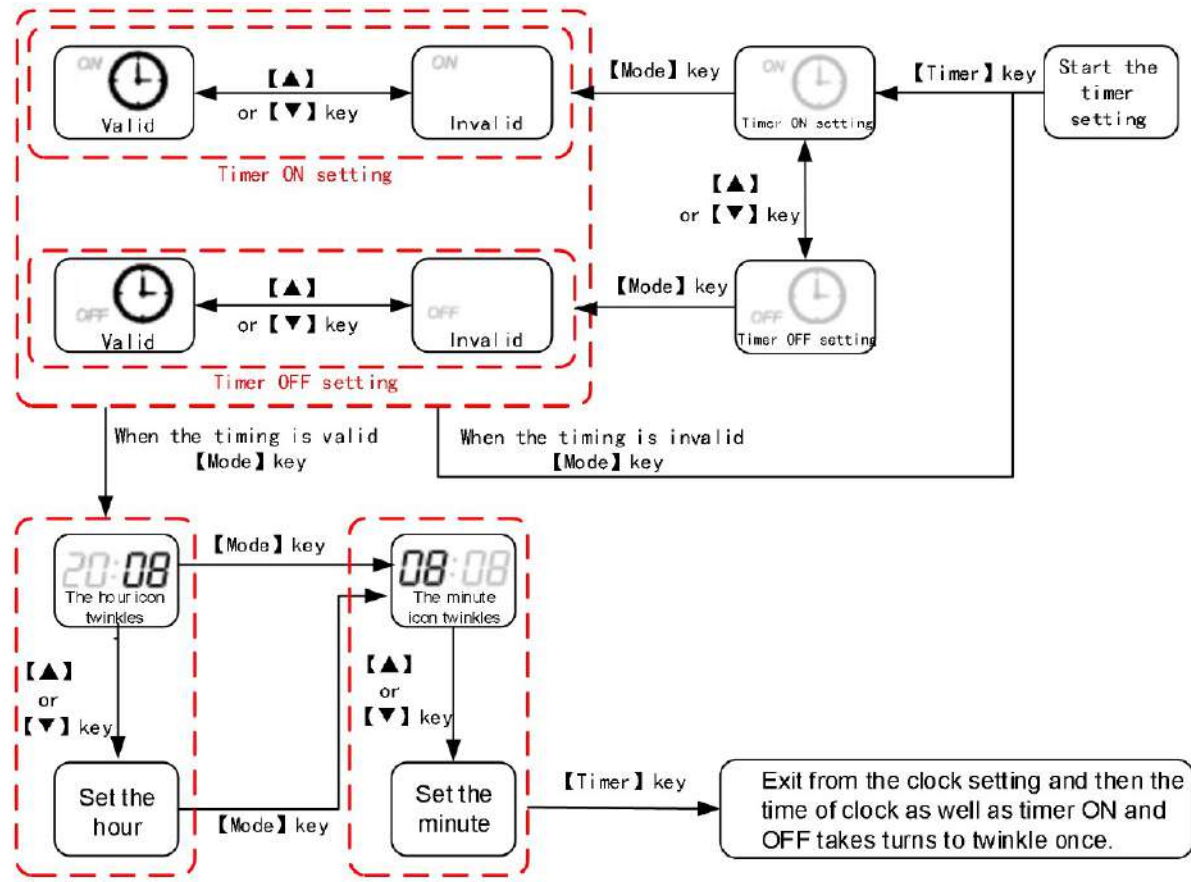 ON
Valid
【▲】
or【▼】key
ON
Invalid
Timer ON setting
【Mode】key
ON
Timer ON setting
【Timer】key
Start the
timer
setting
【▲】
or【▼】key
OFF
Valid
【▲】
or【▼】key
OFF
Invalid
Timer OFF setting
【Mode】key
OFF
Timer OFF setting
When the timing is valid
【Mode】key
When the timing is invalid
【Mode】key
20:08
The hour icon
twinkles
【Mode】key
08:08
The minute
icon twinkles
【▲】
or
【▼】key
【▲】
or
【▼】key
Set the
hour
【Mode】key
Set the
minute
【Timer】key
Exit from the clock setting and then the
time of clock as well as timer ON and
OFF takes turns to twinkle once.